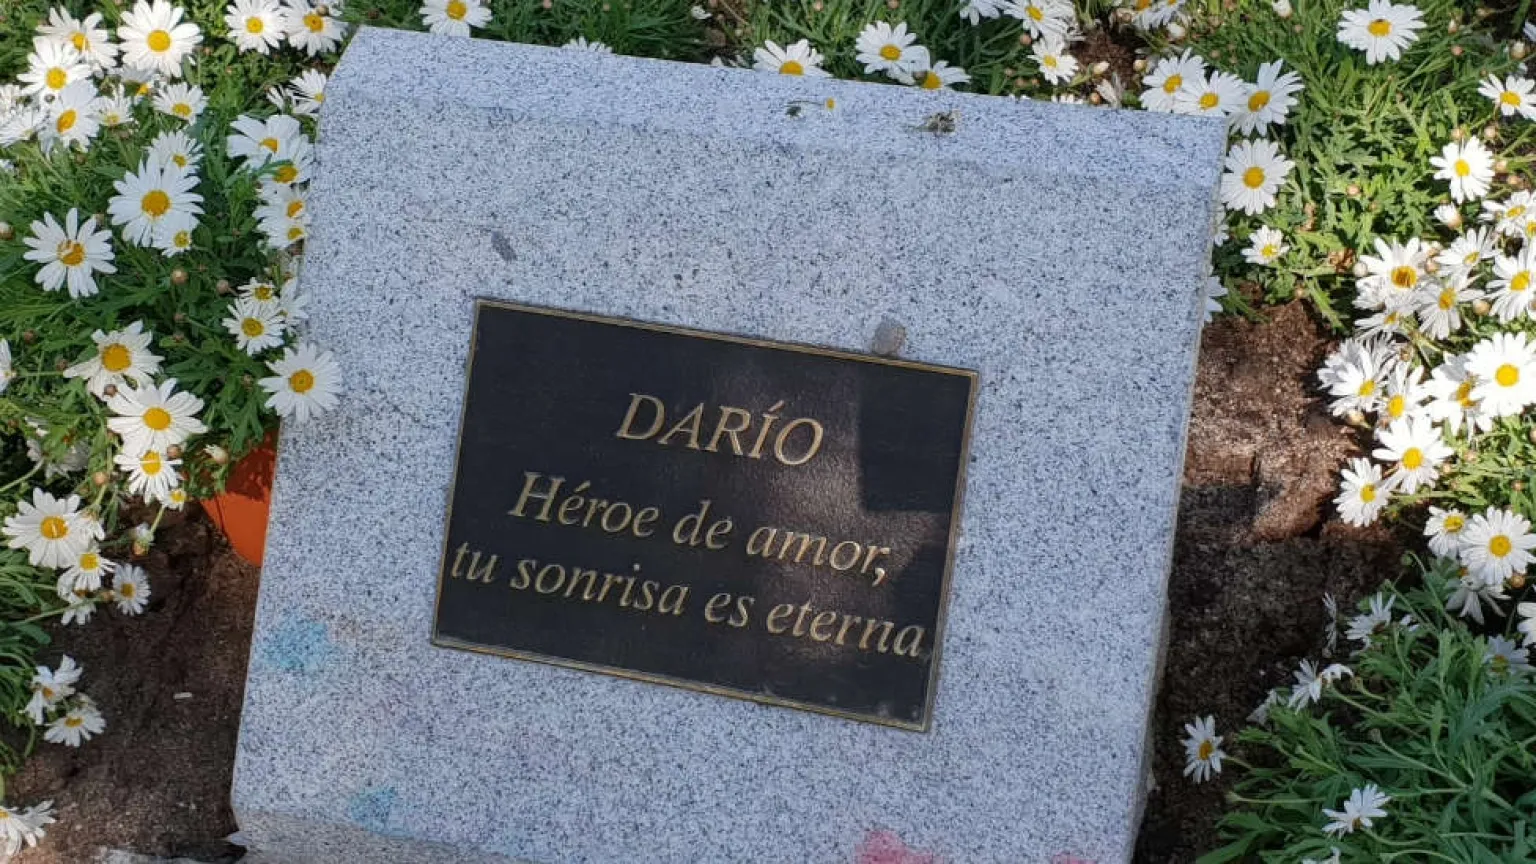 DARÍO
Héroe de amor,
tu sonrisa es eterna